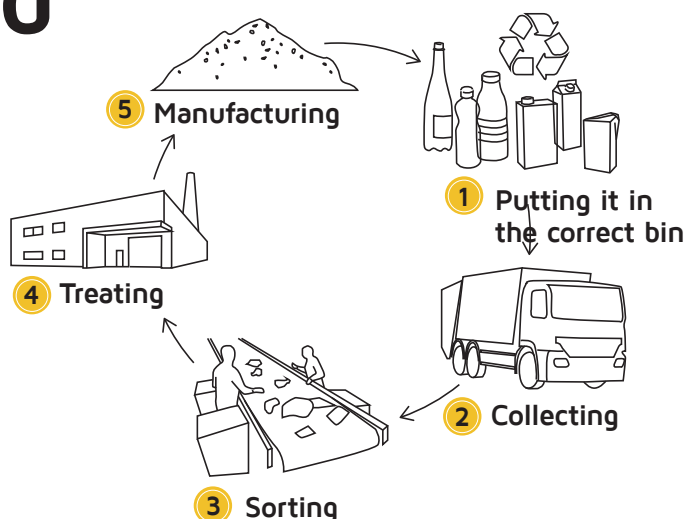 1 Putting it in
the correct bin
2 Collecting
3 Sorting
4 Treating
5 Manufacturing